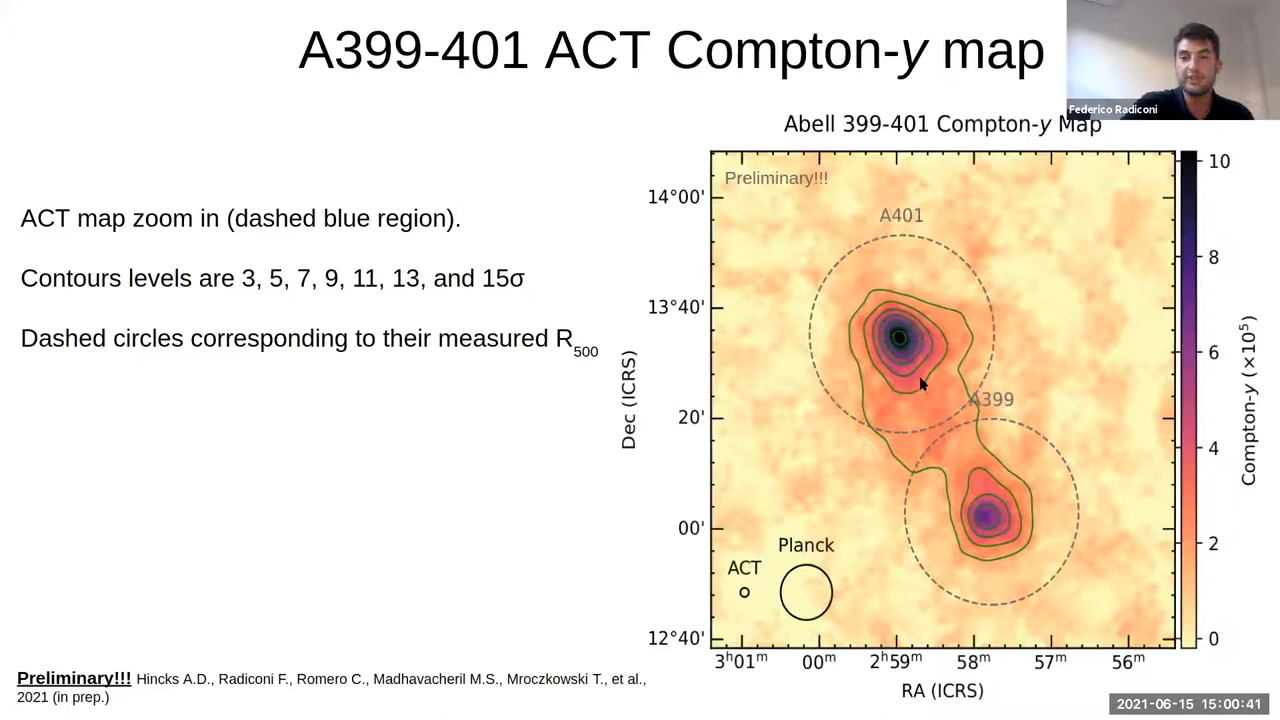 A399-401 ACT Compton-y map
Federico Radiconi
Abell 399-401 Compton-y Map
ACT map zoom in (dashed blue region).
Contours levels are 3, 5, 7, 9, 11, 13, and 15σ
Dashed circles corresponding to their measured R500
Preliminary!!!
A401
A399
Planck
ACT
14°00'
13°40'
20'
00'
12°40'
Dec (ICRS)
3h01m 00m 2h59m 58m 57m 56m
RA (ICRS)
10
8
6
4
2
0
Compton-y (×10⁵)
Preliminary!!! Hincks A.D., Radiconi F., Romero C., Madhavacheril M.S., Mroczkowski T., et al.,
2021 (in prep.)
2021-06-15 15:00:41